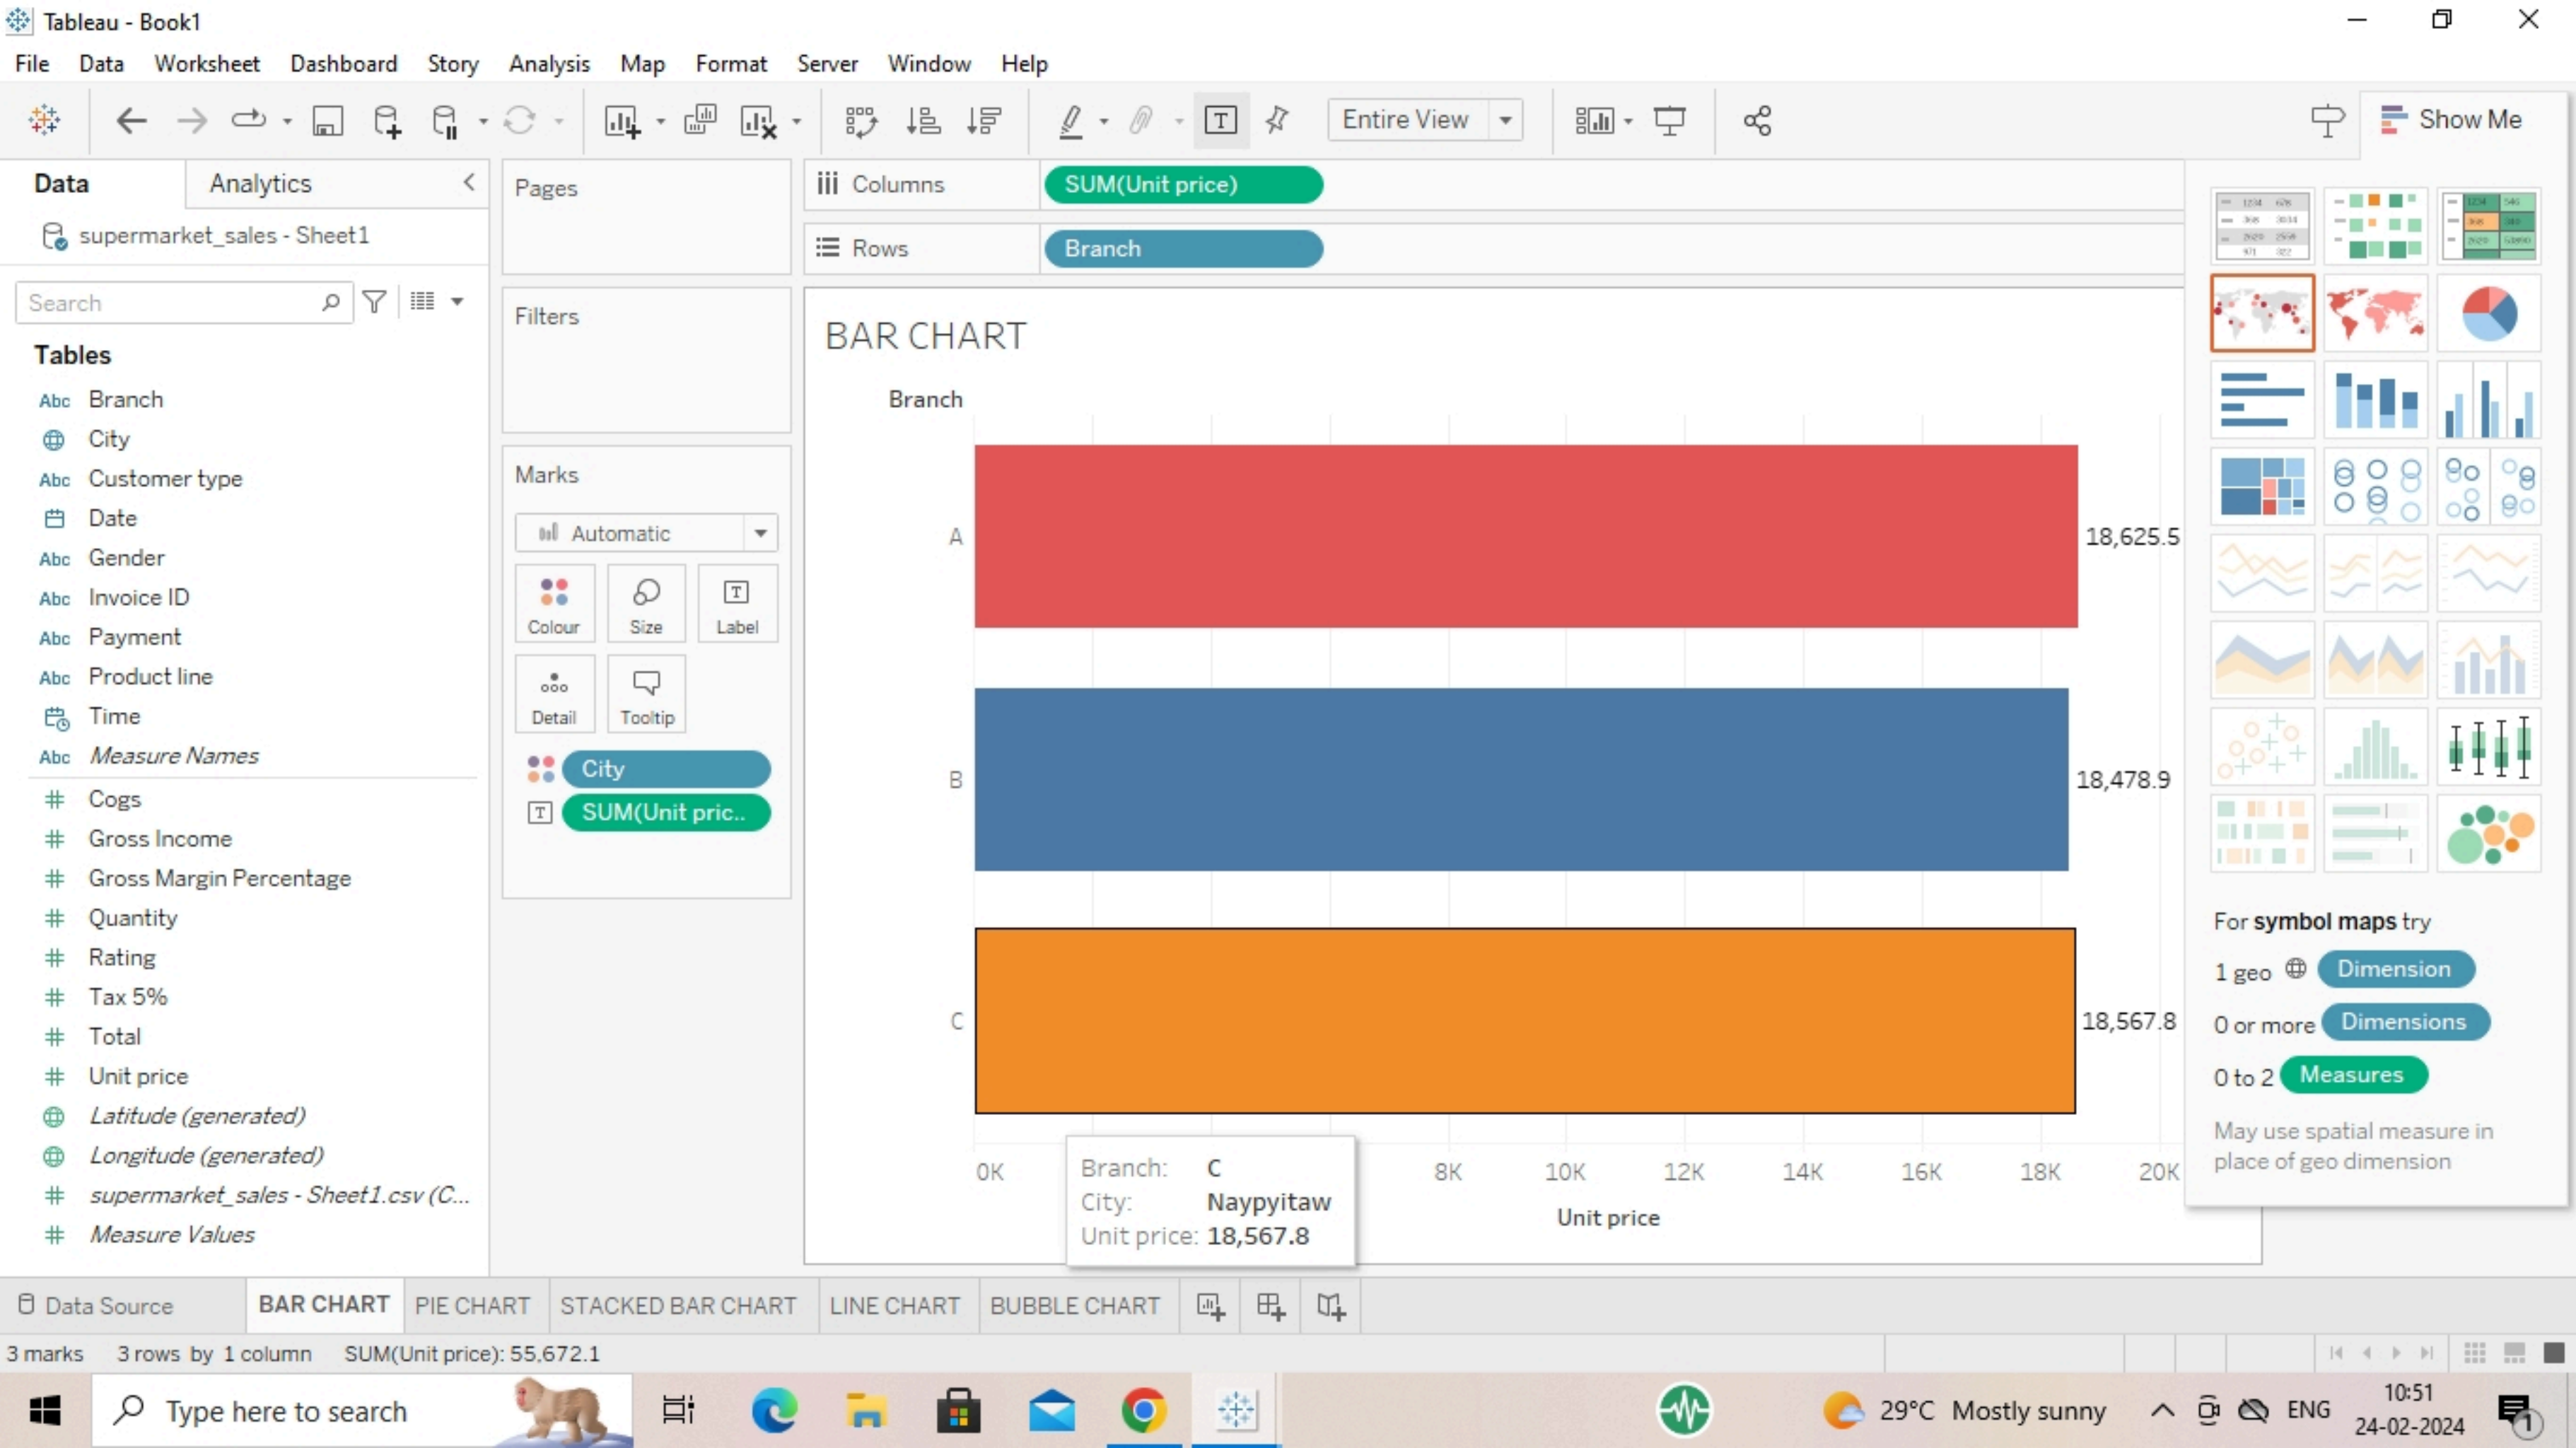 Tableau - Book1
File Data Worksheet Dashboard Story Analysis Map Format Server Window Help
Entire View
Show Me
Data Analytics
supermarket_sales - Sheet1
Search
Tables
Abc Branch
City
Abc Customer type
Date
Abc Gender
Abc Invoice ID
Abc Payment
Abc Product line
Time
Abc Measure Names
Cogs
Gross Income
Gross Margin Percentage
Quantity
Rating
Tax 5%
Total
Unit price
Latitude (generated)
Longitude (generated)
supermarket_sales - Sheet1.csv (C...
Measure Values
Pages
Filters
Marks
Automatic
Colour Size Label
Detail Tooltip
City
SUM(Unit pric..
Columns SUM(Unit price)
Rows Branch
BAR CHART
Branch
A 18,625.5
B 18,478.9
C 18,567.8
0K 8K 10K 12K 14K 16K 18K 20K
Unit price
Branch: C
City: Naypyitaw
Unit price: 18,567.8
For symbol maps try
1 geo Dimension
0 or more Dimensions
0 to 2 Measures
May use spatial measure in
place of geo dimension
Data Source BAR CHART PIE CHART STACKED BAR CHART LINE CHART BUBBLE CHART
3 marks 3 rows by 1 column SUM(Unit price): 55,672.1
Type here to search
29°C Mostly sunny
ENG
10:51
24-02-2024
1